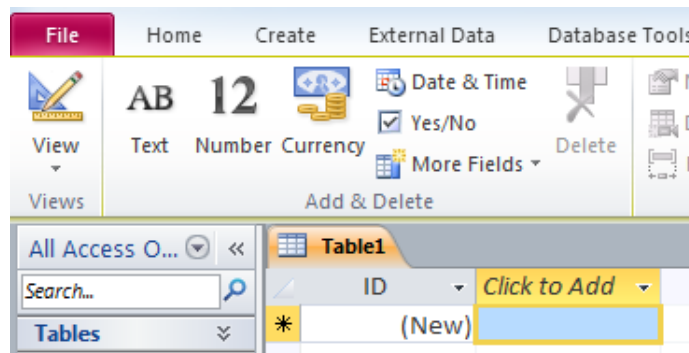 File Home Create External Data Database Tools
AB 12 Date & Time
Yes/No
View Text Number Currency More Fields Delete
Views Add & Delete
All Access O... « Table1
Search... ID Click to Add
Tables * (New)